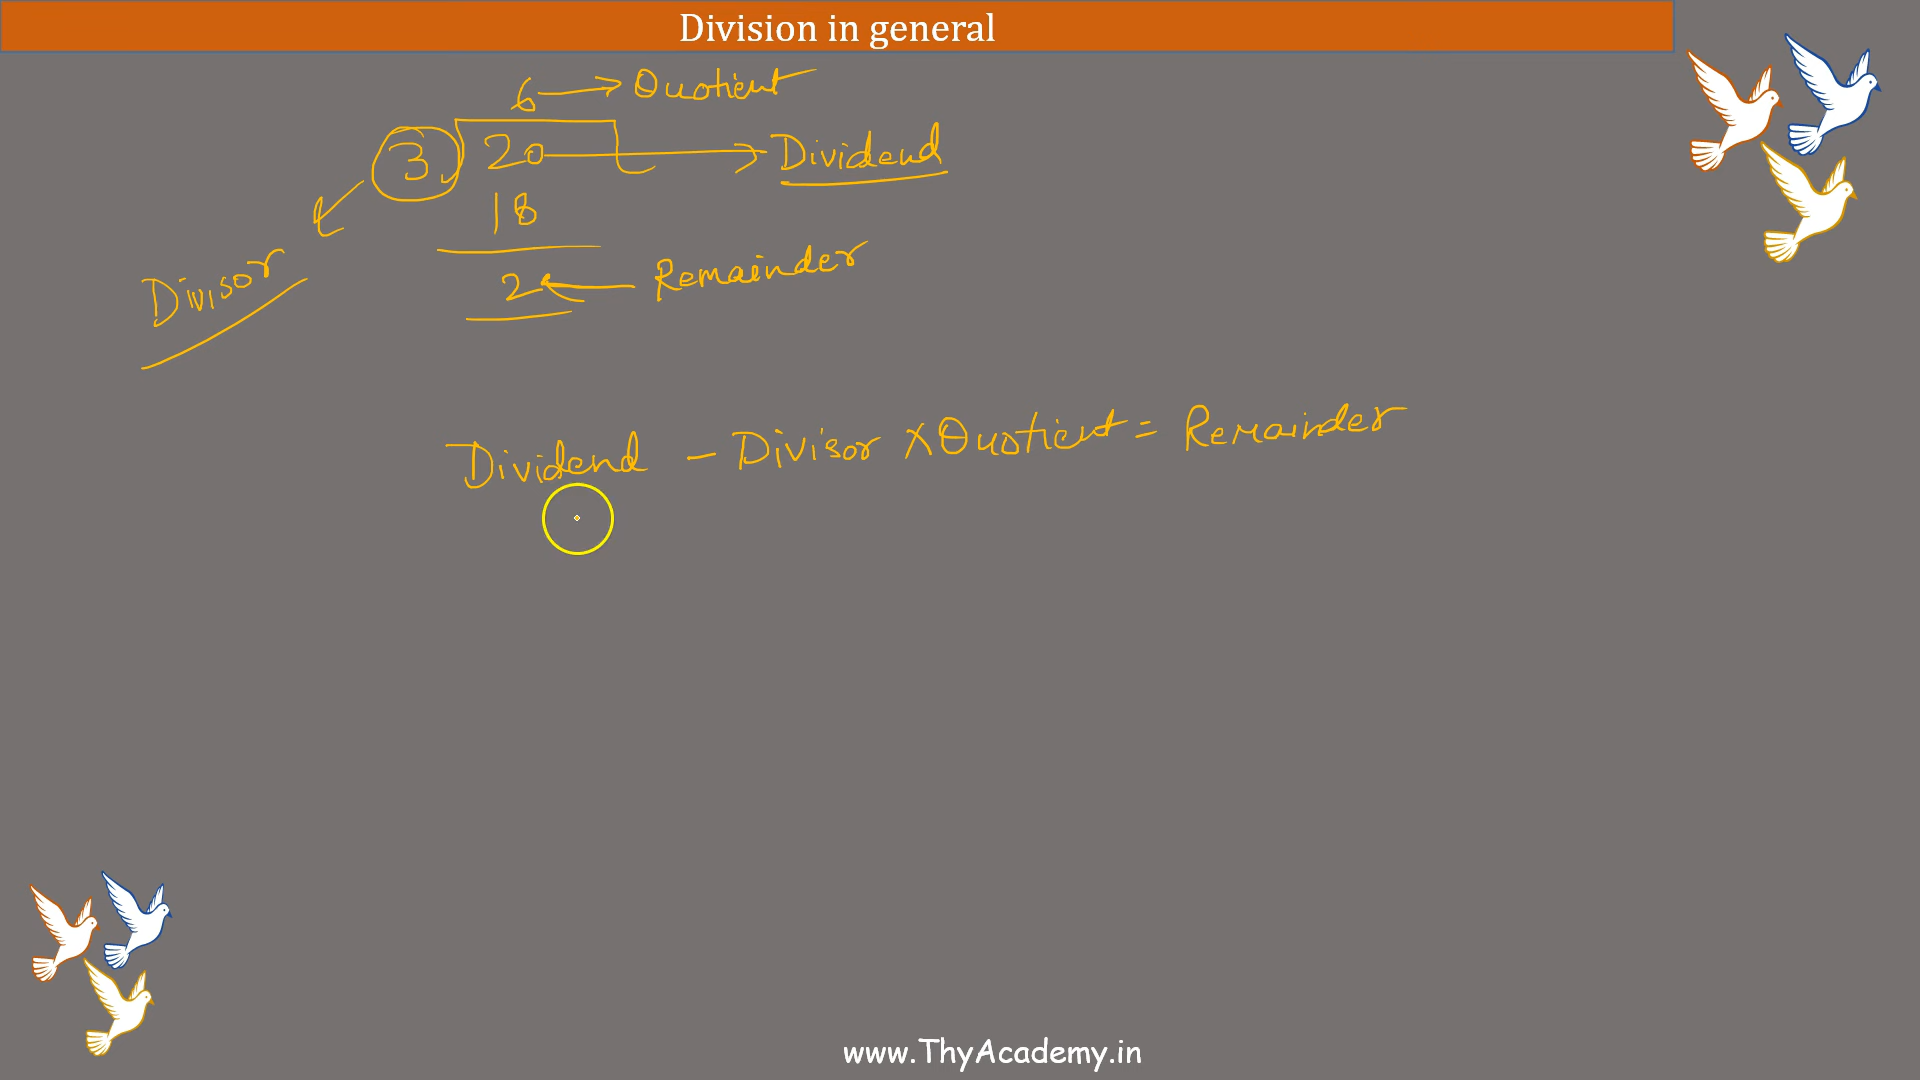 Division in general
6 → Quotient
3 20 → Dividend
18
Divisor
2 ← Remainder
Dividend - Divisor × Quotient = Remainder
www.ThyAcademy.in